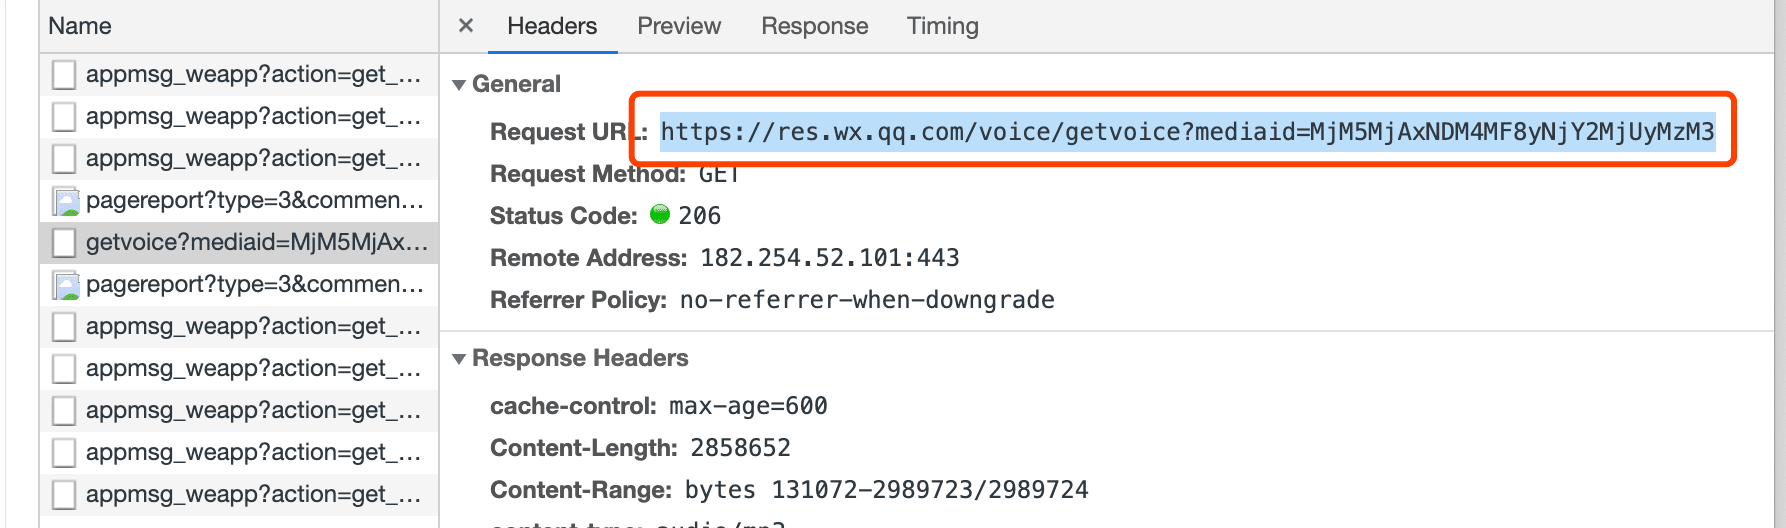 Name
× Headers Preview Response Timing
appmsg_weapp?action=get_...
appmsg_weapp?action=get_...
appmsg_weapp?action=get_...
pagereport?type=3&commen...
getvoice?mediaid=MjM5MjAx...
pagereport?type=3&commen...
appmsg_weapp?action=get_...
appmsg_weapp?action=get_...
appmsg_weapp?action=get_...
appmsg_weapp?action=get_...
appmsg_weapp?action=get_...
General
Request URL: https://res.wx.qq.com/voice/getvoice?mediaid=MjM5MjAxNDM4MF8yNjY2MjUyMzM3
Request Method: GET
Status Code: 206
Remote Address: 182.254.52.101:443
Referrer Policy: no-referrer-when-downgrade
Response Headers
cache-control: max-age=600
Content-Length: 2858652
Content-Range: bytes 131072-2989723/2989724
content-type: audio/mp3